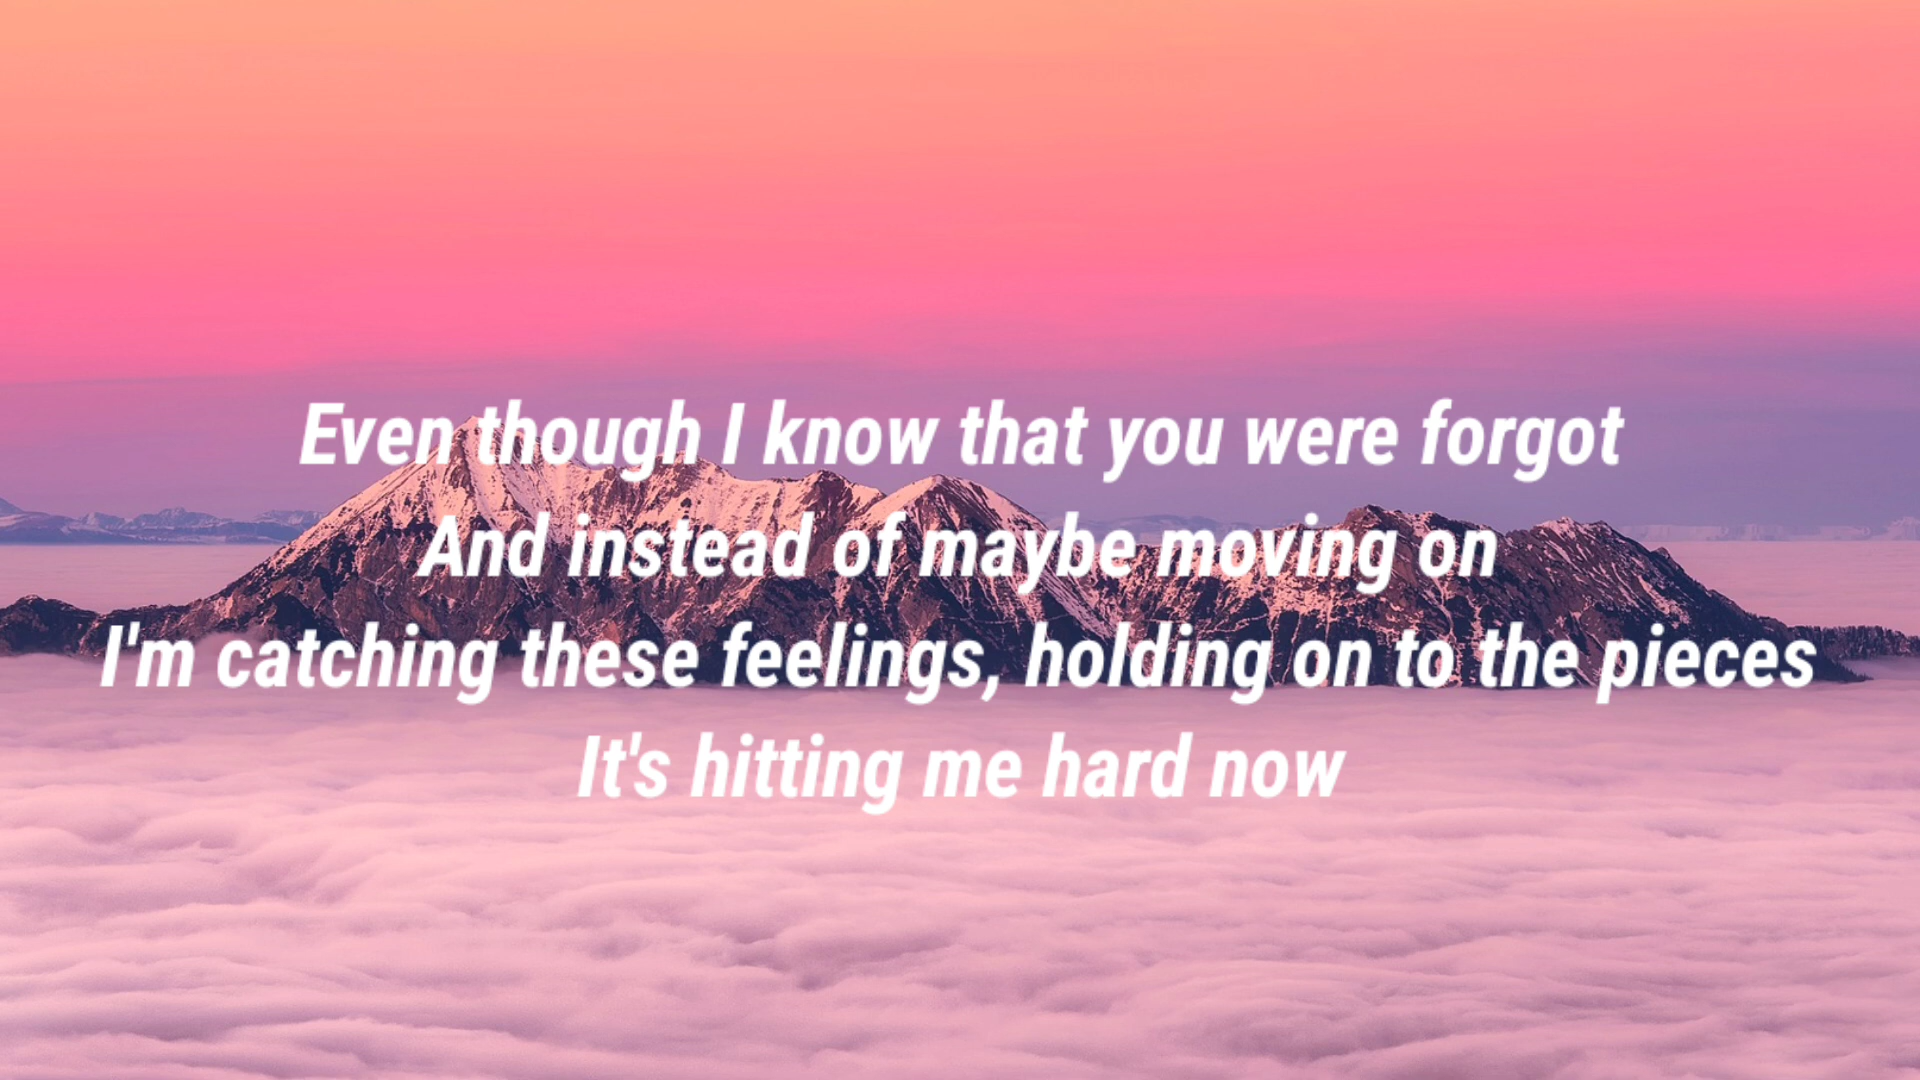 Even though I know that you were forgot
And instead of maybe moving on
I'm catching these feelings, holding on to the pieces
It's hitting me hard now